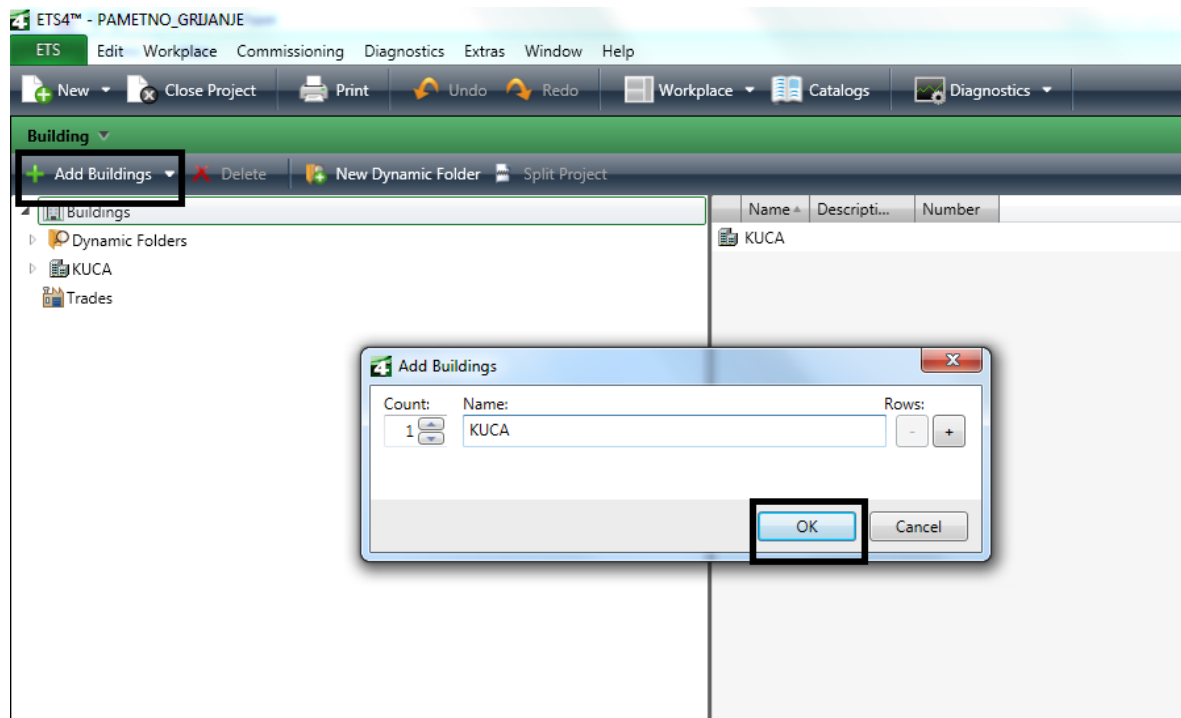 ETS4™ - PAMETNO_GRIJANJE
ETS Edit Workplace Commissioning Diagnostics Extras Window Help
New Close Project Print Undo Redo Workplace Catalogs Diagnostics
Building
Add Buildings Delete New Dynamic Folder Split Project
Buildings
Dynamic Folders
KUCA
Trades
Name Descripti... Number
KUCA
4 Add Buildings
Count: Name: Rows:
1 KUCA - +
OK Cancel